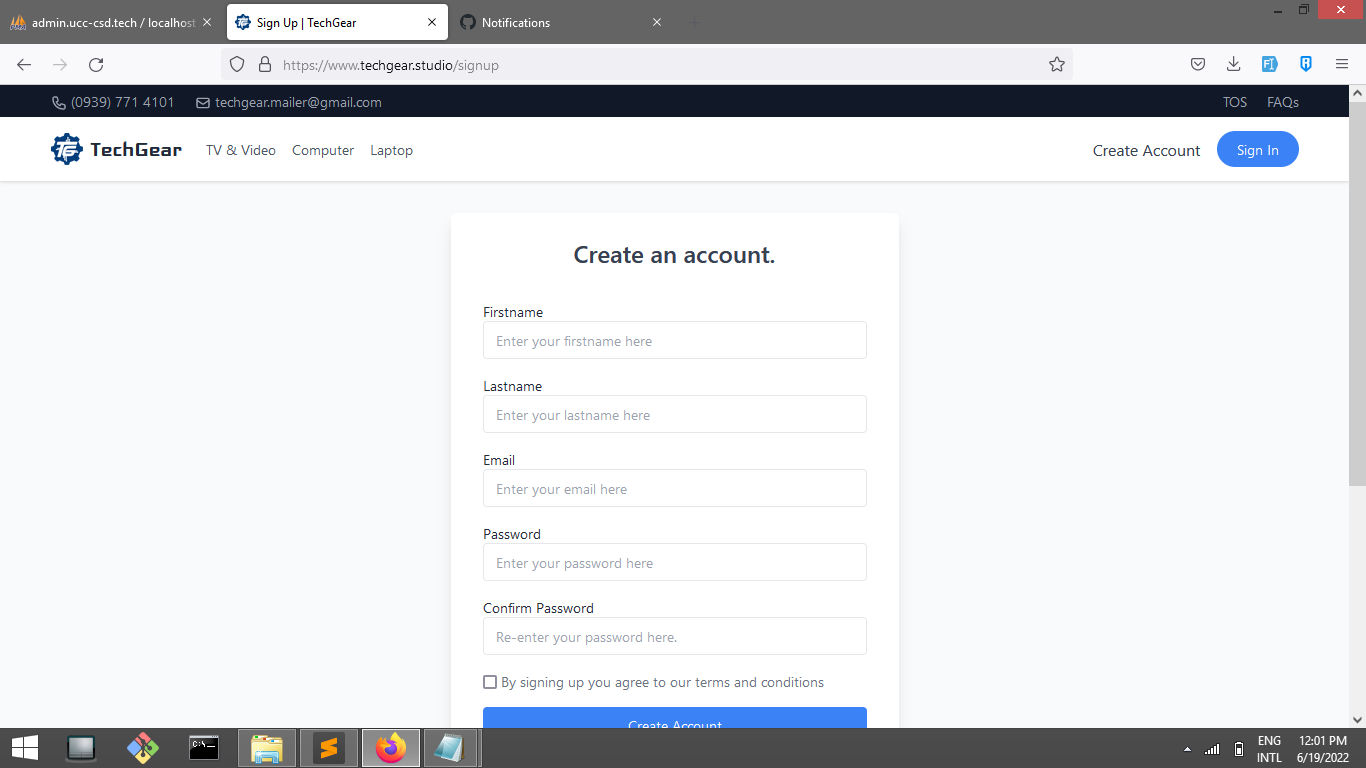 admin.ucc-csd.tech / localhost
Sign Up | TechGear
Notifications
https://www.techgear.studio/signup
(0939) 771 4101
techgear.mailer@gmail.com
TOS
FAQs
TechGear
TV & Video
Computer
Laptop
Create Account
Sign In
Create an account.
Firstname
Enter your firstname here
Lastname
Enter your lastname here
Email
Enter your email here
Password
Enter your password here
Confirm Password
Re-enter your password here.
By signing up you agree to our terms and conditions
Create Account
ENG
INTL
12:01 PM
6/19/2022